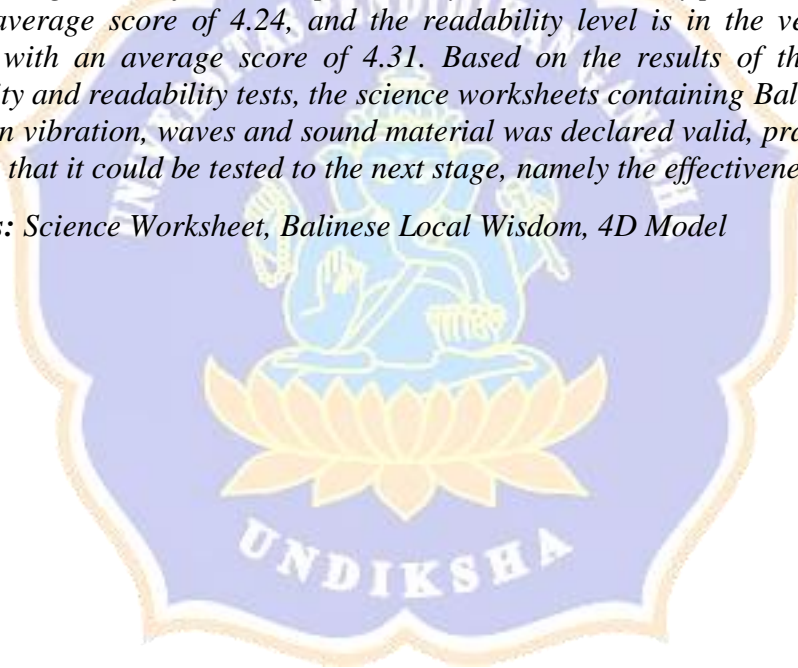 average score of 4.24, and the readability level is in the ve
with an average score of 4.31. Based on the results of th
ity and readability tests, the science worksheets containing Bal
n vibration, waves and sound material was declared valid, pra
that it could be tested to the next stage, namely the effectivene
s: Science Worksheet, Balinese Local Wisdom, 4D Model
UNDIKSHA